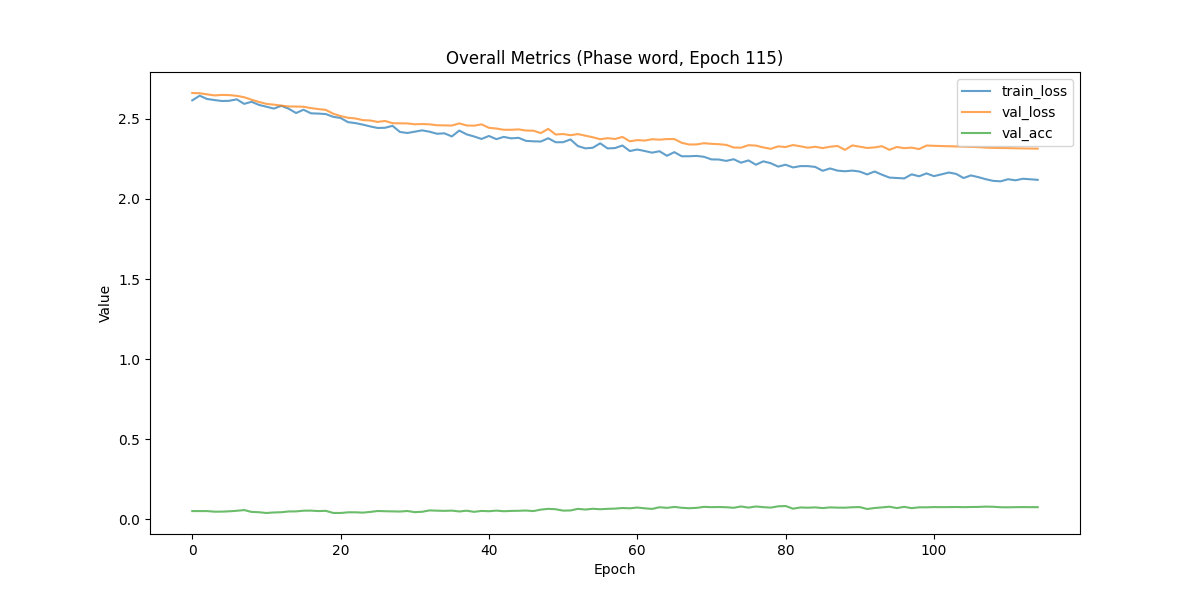 Overall Metrics (Phase word, Epoch 115)
train_loss
val_loss
val_acc
2.5
2.0
1.5
1.0
0.5
0.0
Value
0
20
40
60
80
100
Epoch